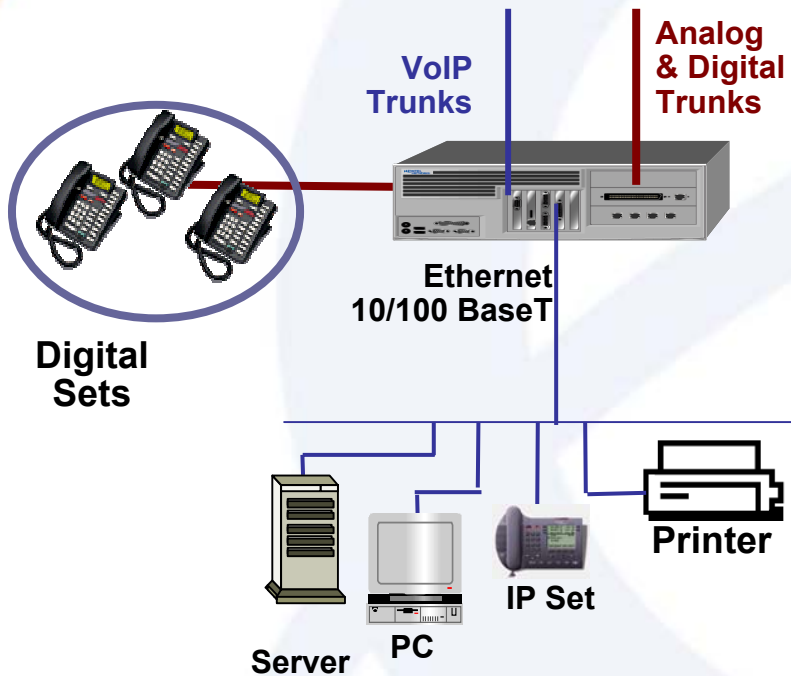 VoIP
Trunks
Analog
& Digital
Trunks
Ethernet
10/100 BaseT
Digital
Sets
Server
PC
IP Set
Printer